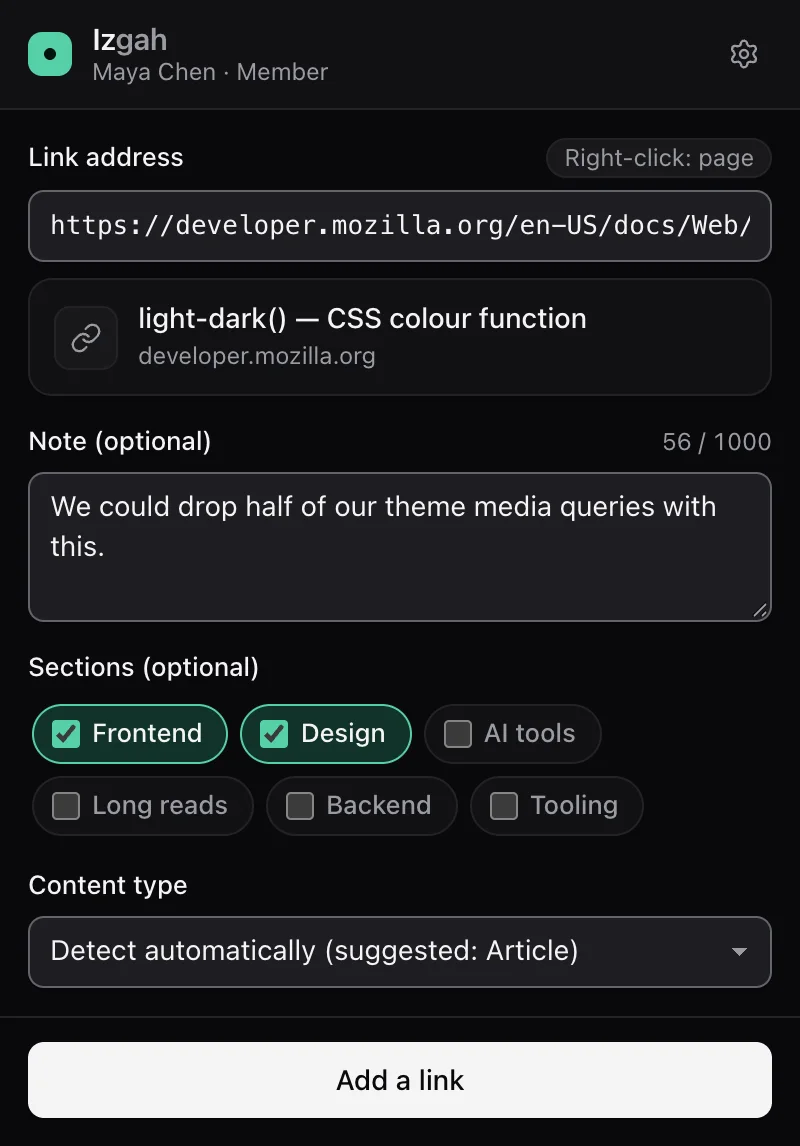 Izgah
Maya Chen · Member
Link address
Right-click: page
https://developer.mozilla.org/en-US/docs/Web/
light-dark() — CSS colour function
developer.mozilla.org
Note (optional)
56 / 1000
We could drop half of our theme media queries with
this.
Sections (optional)
Frontend
Design
AI tools
Long reads
Backend
Tooling
Content type
Detect automatically (suggested: Article)
Add a link